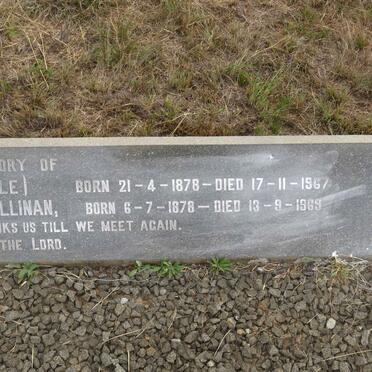 ORY OF
LE) BORN 21-4-1878-DIED 17-11-1967
LLINAN, BORN 6-7-1878-DIED 13-9-1969
NKS US TILL WE MEET AGAIN.
THE LORD.